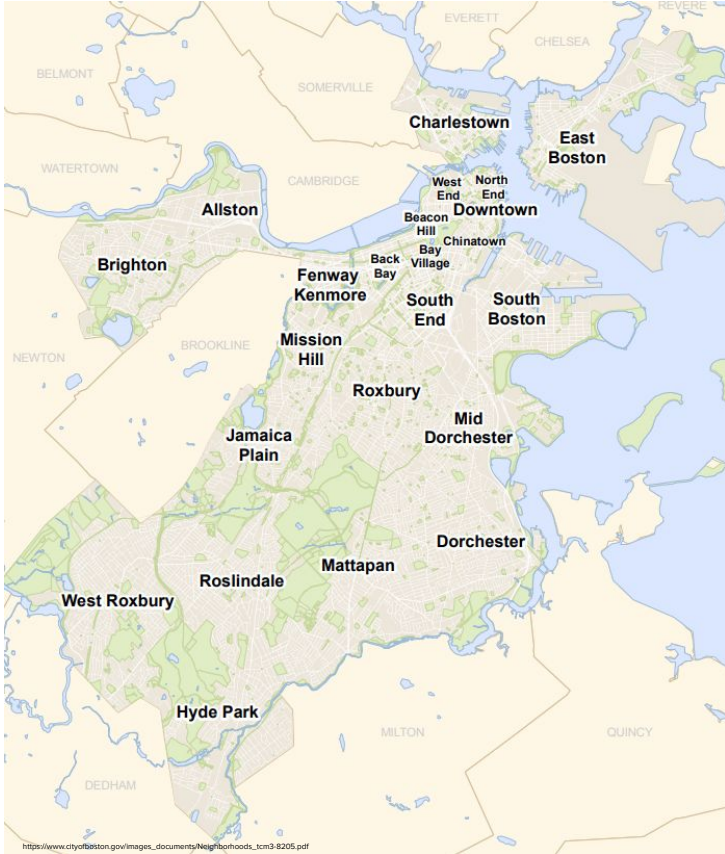 REVERE
EVERETT
CHELSEA
BELMONT
SOMERVILLE
Charlestown
East
Boston
WATERTOWN
CAMBRIDGE
West
End
North
End
Allston
Beacon
Hill
Downtown
Chinatown
Bay
Village
Back
Bay
Brighton
Fenway
Kenmore
South
End
South
Boston
NEWTON
BROOKLINE
Mission
Hill
Roxbury
Mid
Dorchester
Jamaica
Plain
Dorchester
Mattapan
Roslindale
West Roxbury
Hyde Park
MILTON
QUINCY
DEDHAM
https://www.cityofboston.gov/images_documents/Neighborhoods_tcm3-8205.pdf